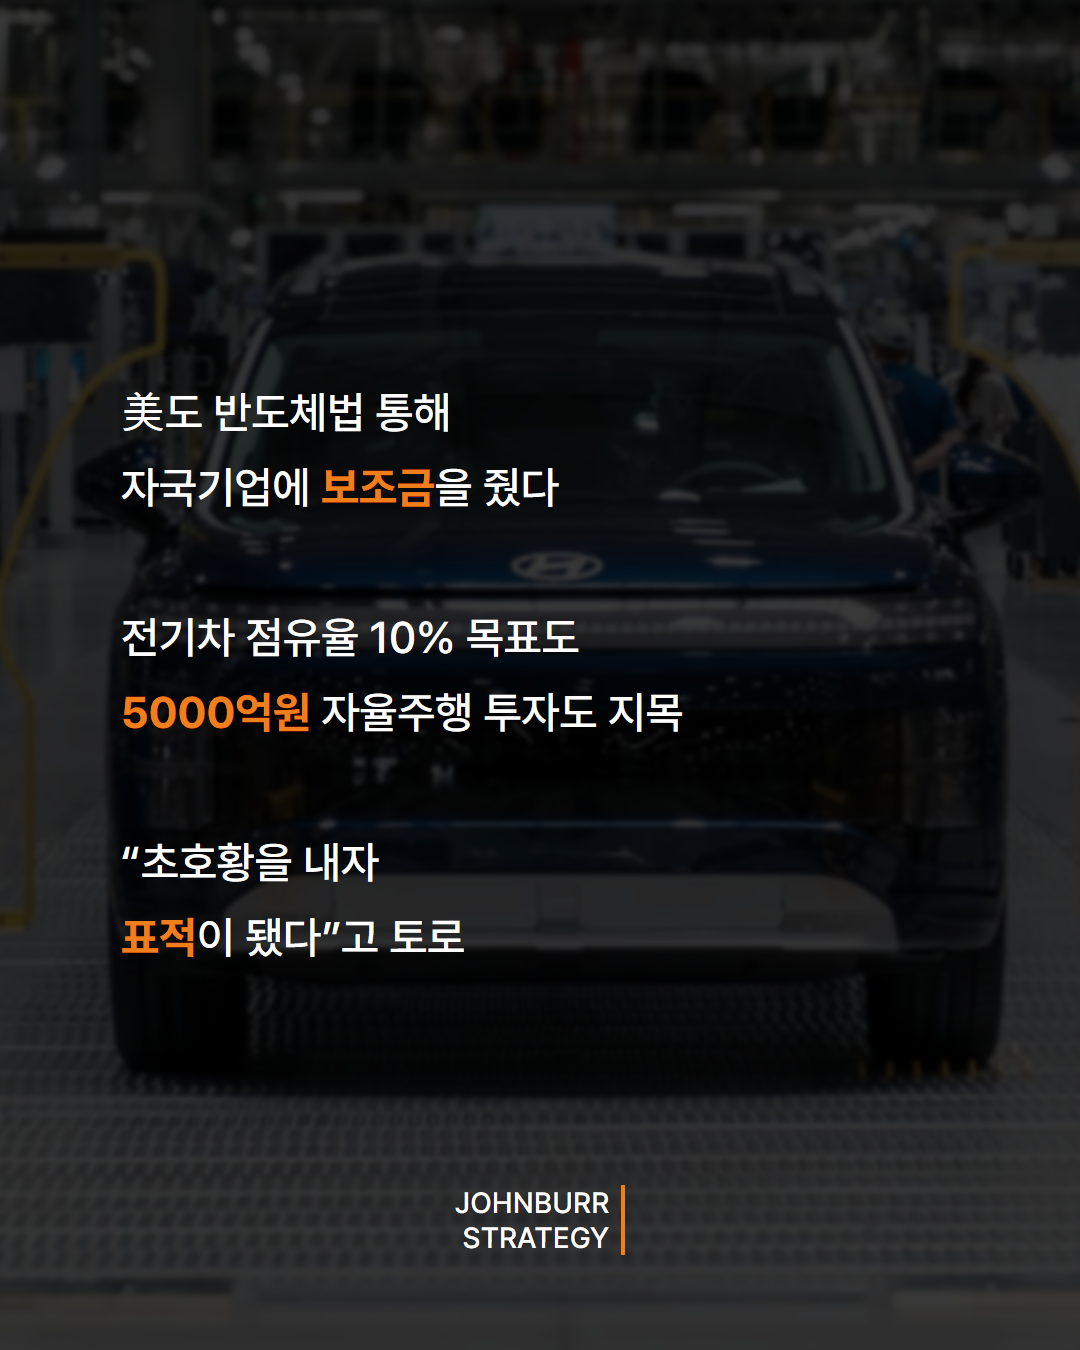 美도 반도체법 통해
자국기업에 보조금을 줬다
전기차 점유율 10% 목표도
5000억원 자율주행 투자도 지목
“초호황을 내자
표적이 됐다”고 토로
JOHNBURR
STRATEGY